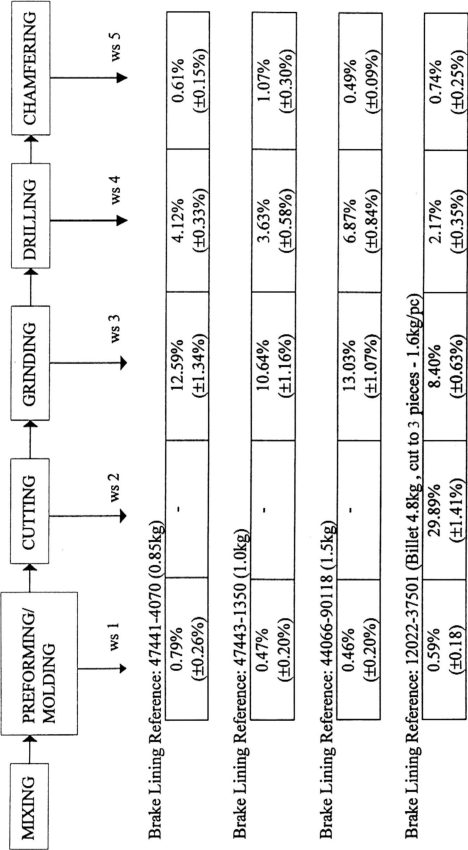 MIXING
PREFORMING/
MOLDING
CUTTING
GRINDING
DRILLING
CHAMFERING
ws 1
ws 2
ws 3
ws 4
ws 5
Brake Lining Reference: 47441-4070 (0.85kg)
0.79% - 12.59% 4.12% 0.61%
(±0.26%) (±1.34%) (±0.33%) (±0.15%)
Brake Lining Reference: 47443-1350 (1.0kg)
0.47% - 10.64% 3.63% 1.07%
(±0.20%) (±1.16%) (±0.58%) (±0.30%)
Brake Lining Reference: 44066-90118 (1.5kg)
0.46% - 13.03% 6.87% 0.49%
(±0.20%) (±1.07%) (±0.84%) (±0.09%)
Brake Lining Reference: 12022-37501 (Billet 4.8kg , cut to 3 pieces - 1.6kg/pc)
0.59% 29.89% 8.40% 2.17% 0.74%
(±0.18) (±1.41%) (±0.63%) (±0.35%) (±0.25%)